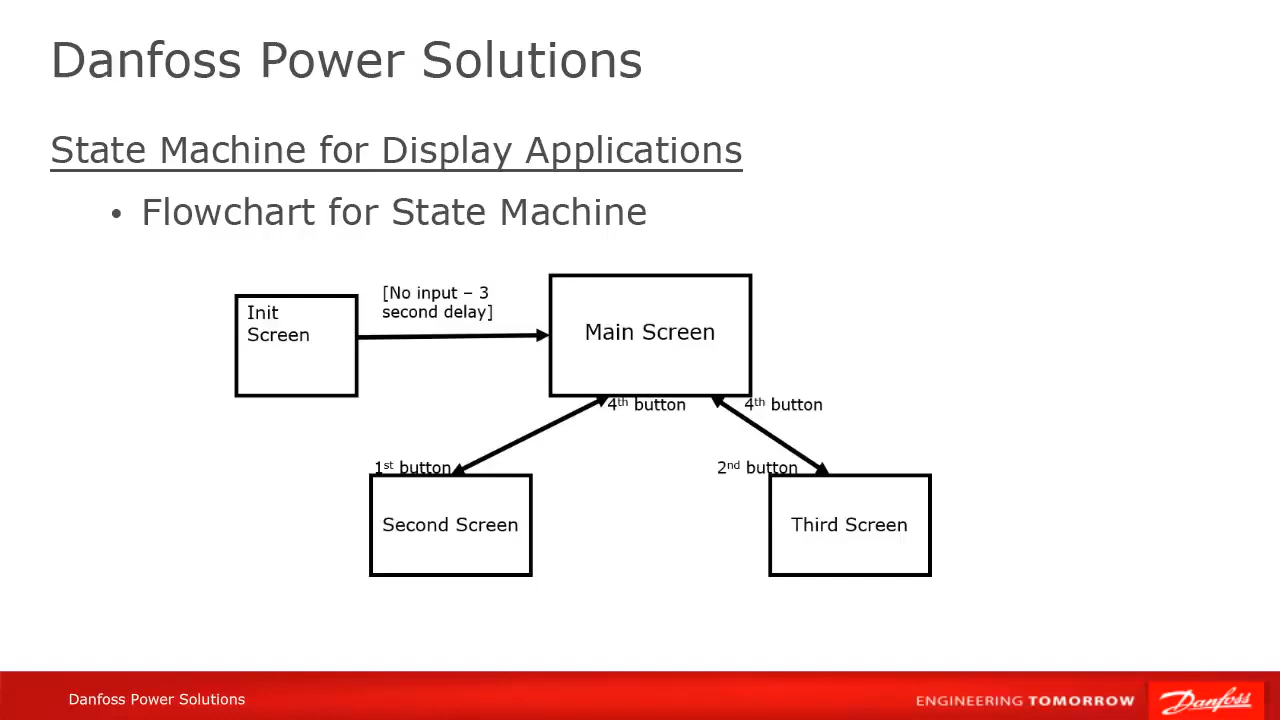 Danfoss Power Solutions
State Machine for Display Applications
• Flowchart for State Machine
[No input – 3
second delay]
Init
Screen
Main Screen
4th button
4th button
1st button
2nd button
Second Screen
Third Screen
Danfoss Power Solutions
ENGINEERING TOMORROW
Danfoss